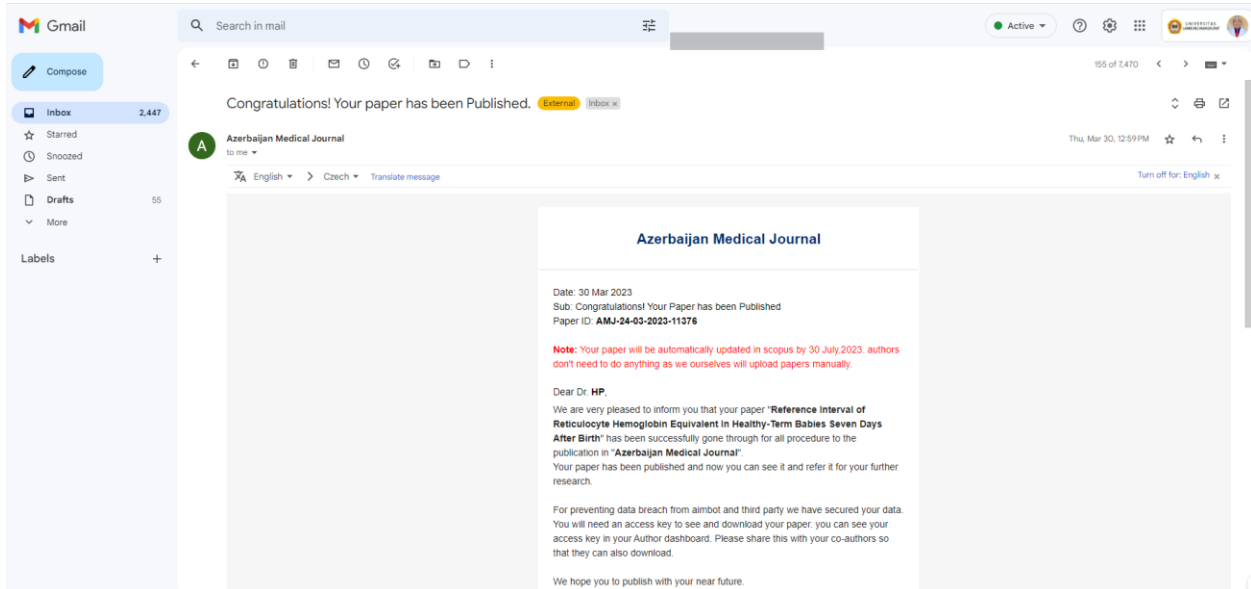 Gmail
Search in mail
Active
Compose
155 of 7,470
Inbox 2,447
Starred
Snoozed
Sent
Drafts 55
More
Labels
Congratulations! Your paper has been Published. External Inbox x
Azerbaijan Medical Journal
to me
Thu, Mar 30, 12:59 PM
A
English > Czech Translate message
Turn off for: English x
Azerbaijan Medical Journal
Date: 30 Mar 2023
Sub: Congratulations! Your Paper has been Published
Paper ID: AMJ-24-03-2023-11376
Note: Your paper will be automatically updated in scopus by 30 July,2023. authors
don't need to do anything as we ourselves will upload papers manually.
Dear Dr. HP,
We are very pleased to inform you that your paper "Reference Interval of
Reticulocyte Hemoglobin Equivalent In Healthy-Term Babies Seven Days
After Birth" has been successfully gone through for all procedure to the
publication in "Azerbaijan Medical Journal".
Your paper has been published and now you can see it and refer it for your further
research.
For preventing data breach from aimbot and third party we have secured your data.
You will need an access key to see and download your paper. you can see your
access key in your Author dashboard. Please share this with your co-authors so
that they can also download.
We hope you to publish with your near future.